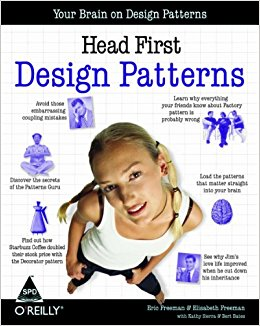 Your Brain on Design Patterns
Head First
Design Patterns
Avoid those
embarrassing
coupling mistakes
Learn why everything
your friends know about Factory
pattern is
probably wrong
Discover the secrets
of the Patterns Guru
Load the patterns
that matter straight
into your brain
Find out how
Starbuzz Coffee doubled
their stock price with
the Decorator pattern
See why Jim's
love life improved
when he cut down
his inheritance
SPD
O'REILLY®
Eric Freeman & Elisabeth Freeman
with Kathy Sierra & Bert Bates